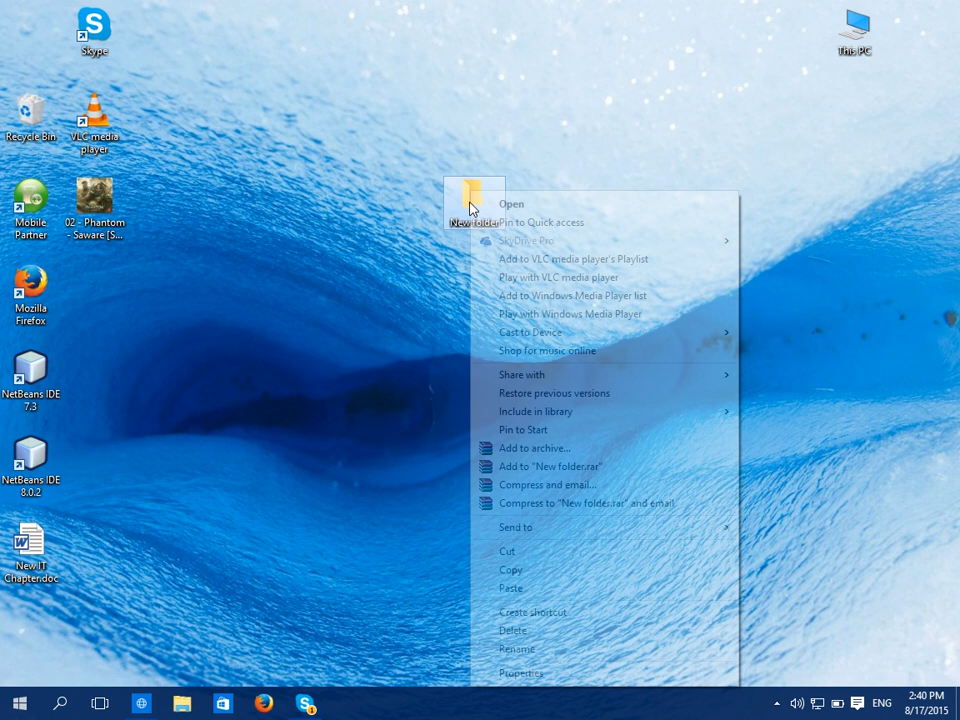 Skype
This PC
Recycle Bin
VLC media
player
Mobile
Partner
02 - Phantom
- Saware [S...
New folder
Mozilla
Firefox
NetBeans IDE
7.3
NetBeans IDE
8.0.2
New IT
Chapter.doc
Open
Pin to Quick access
SkyDrive Pro
Add to VLC media player's Playlist
Play with VLC media player
Add to Windows Media Player list
Play with Windows Media Player
Cast to Device
Shop for music online
Share with
Restore previous versions
Include in library
Pin to Start
Add to archive...
Add to "New folder.rar"
Compress and email...
Compress to "New folder.rar" and email
Send to
Cut
Copy
Paste
Create shortcut
Delete
Rename
Properties
1
ENG
2:40 PM
8/17/2015